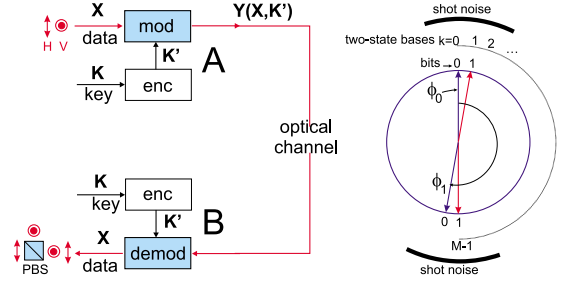 X
mod
Y(X,K')
H V
data
K'
A
K
enc
key
optical
channel
K
enc
key
B
K'
X
demod
PBS
data
shot noise
two-state bases k=0 1 2 ...
bits 0 1
ϕ0
ϕ1
0 1
M-1
shot noise